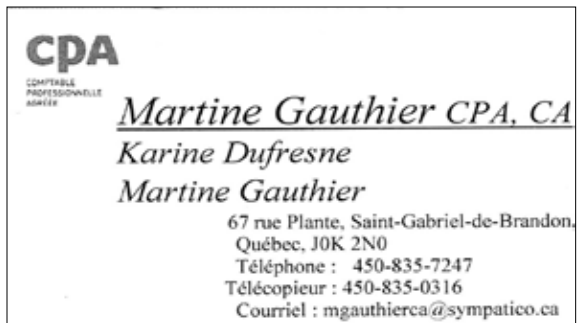 CPA
COMPTABLE
PROFESSIONNELLE
AGRÉÉE
Martine Gauthier CPA, CA
Karine Dufresne
Martine Gauthier
67 rue Plante, Saint-Gabriel-de-Brandon,
Québec, J0K 2N0
Téléphone : 450-835-7247
Télécopieur : 450-835-0316
Courriel : mgauthierca@sympatico.ca